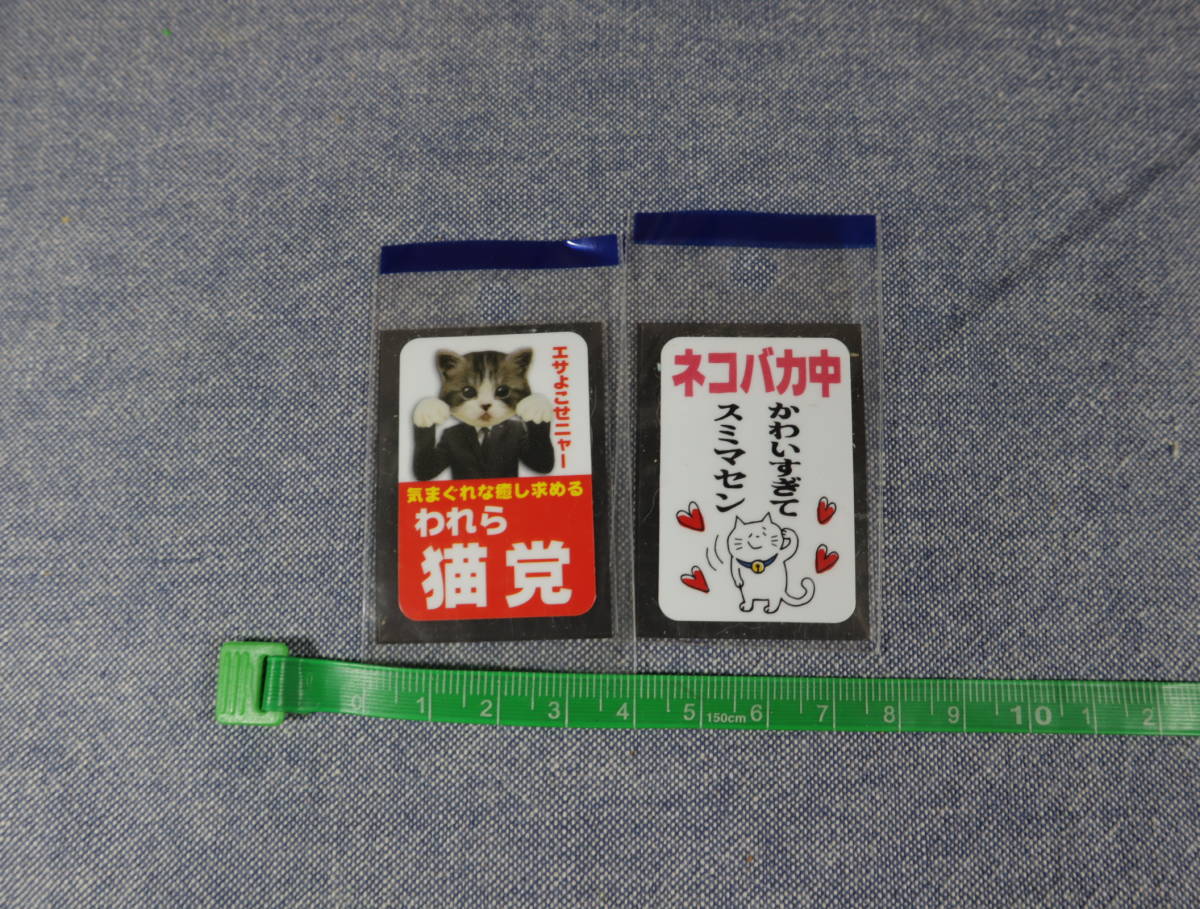 エサよこせニャー
気まぐれな癒し求める
われら
猫党
ネコバカ中
かわいすぎて
スミマセン
0 1 2 3 4 5 150cm 6 7 8 9 10 1 2